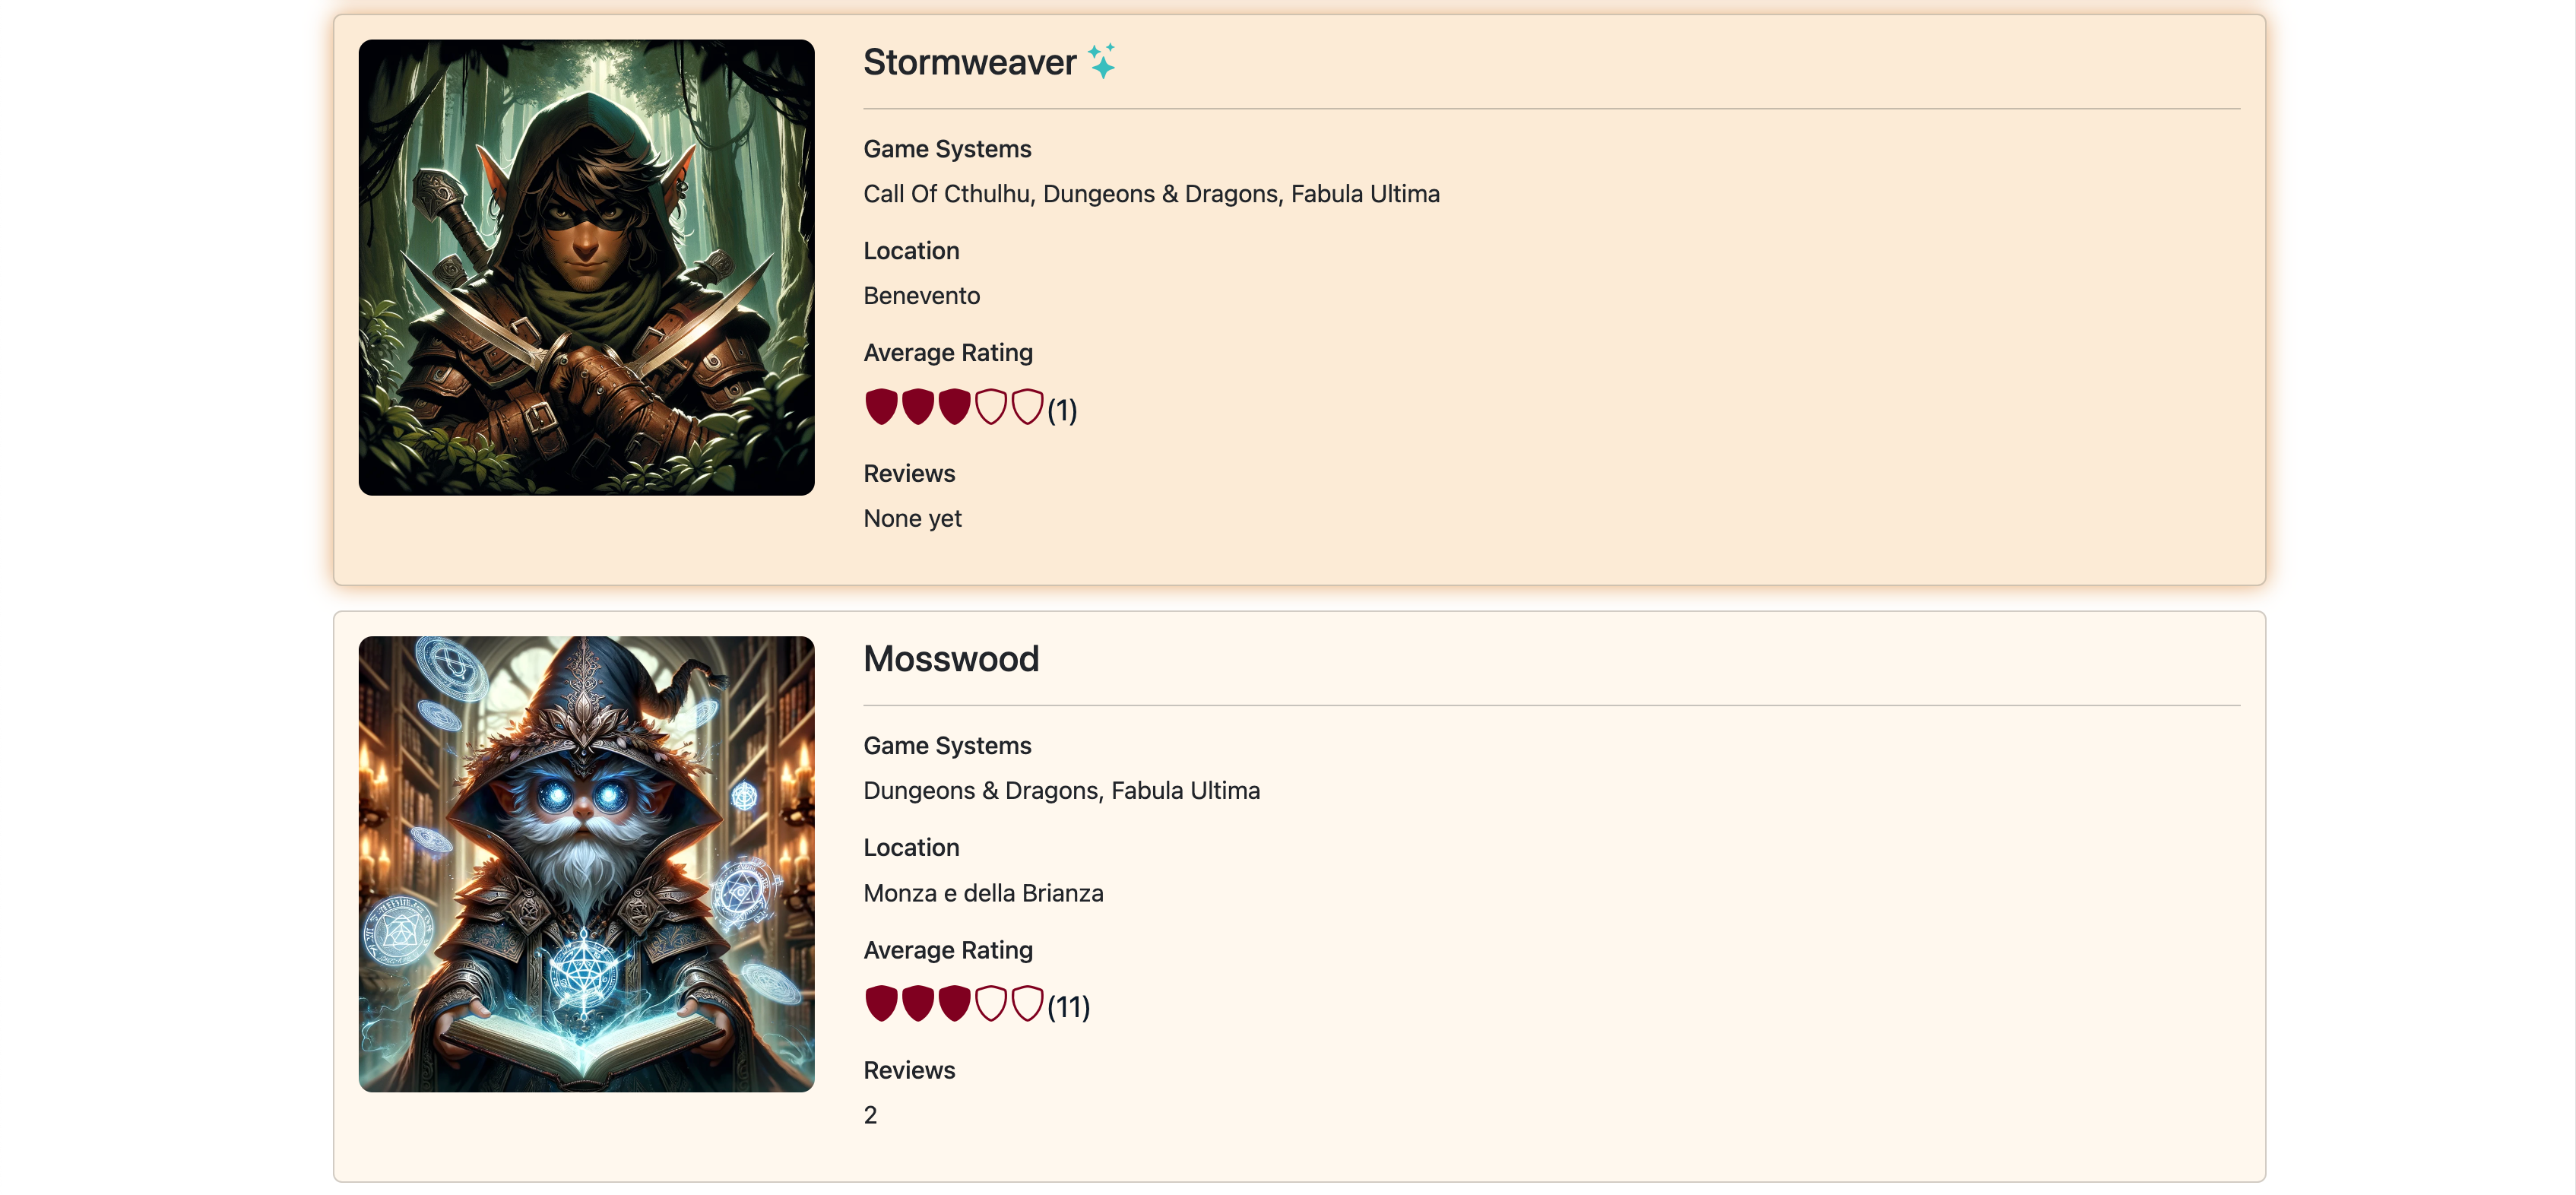 Stormweaver
Game Systems
Call Of Cthulhu, Dungeons & Dragons, Fabula Ultima
Location
Benevento
Average Rating
(1)
Reviews
None yet
Mosswood
Game Systems
Dungeons & Dragons, Fabula Ultima
Location
Monza e della Brianza
Average Rating
(11)
Reviews
2